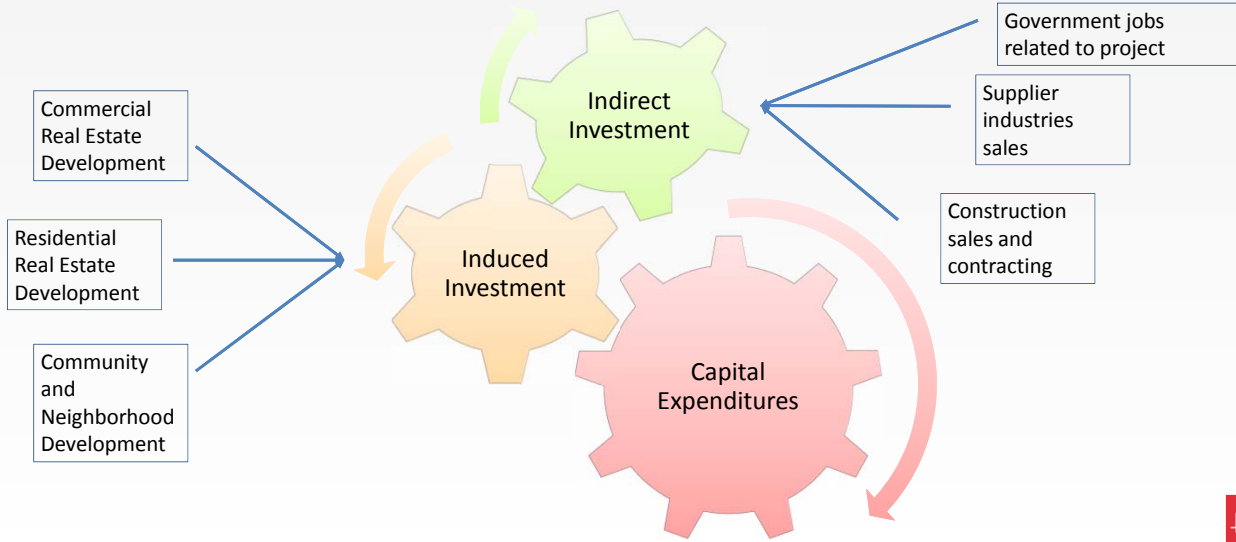 Government jobs
related to project
Indirect
Investment
Supplier
industries
sales
Commercial
Real Estate
Development
Construction
sales and
contracting
Residential
Real Estate
Development
Induced
Investment
Community
and
Neighborhood
Development
Capital
Expenditures